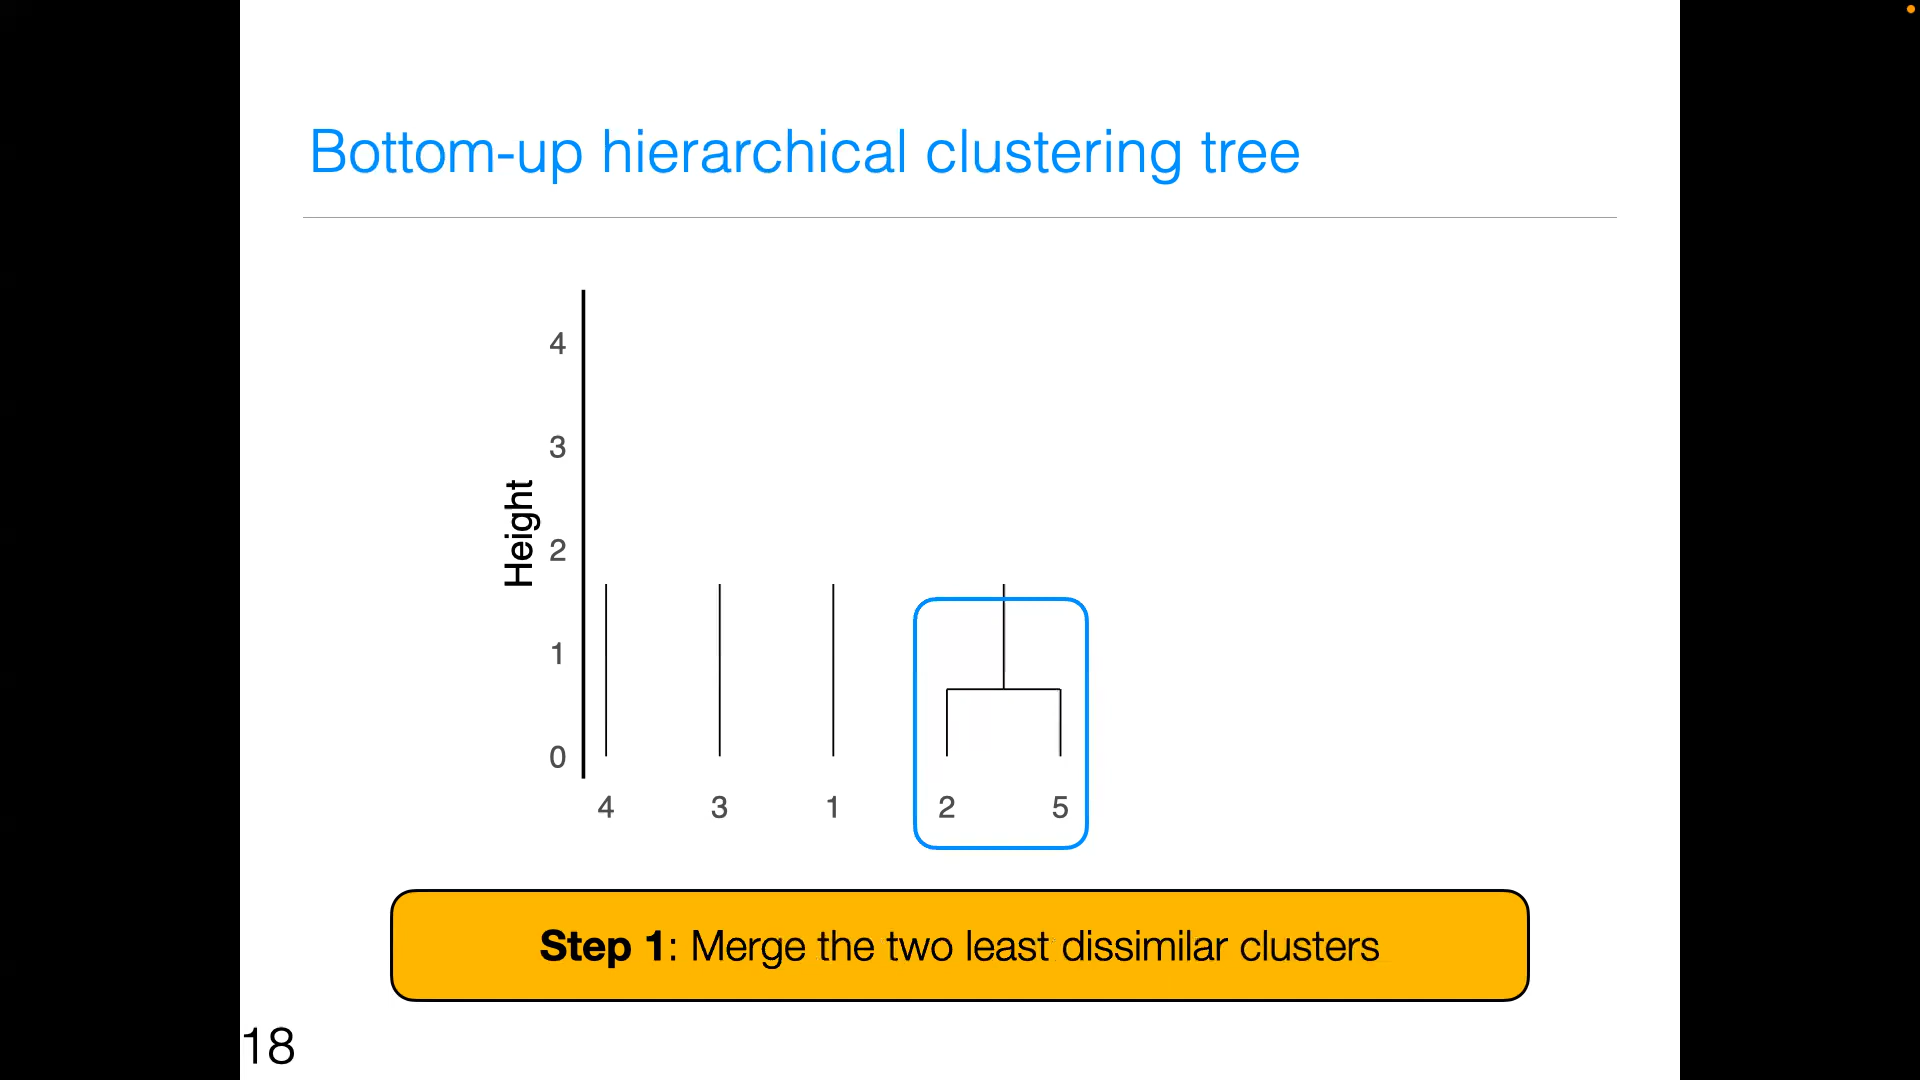 Bottom-up hierarchical clustering tree
4
3
2
1
0
Height
4 3 1 2 5
Step 1: Merge the two least dissimilar clusters
18